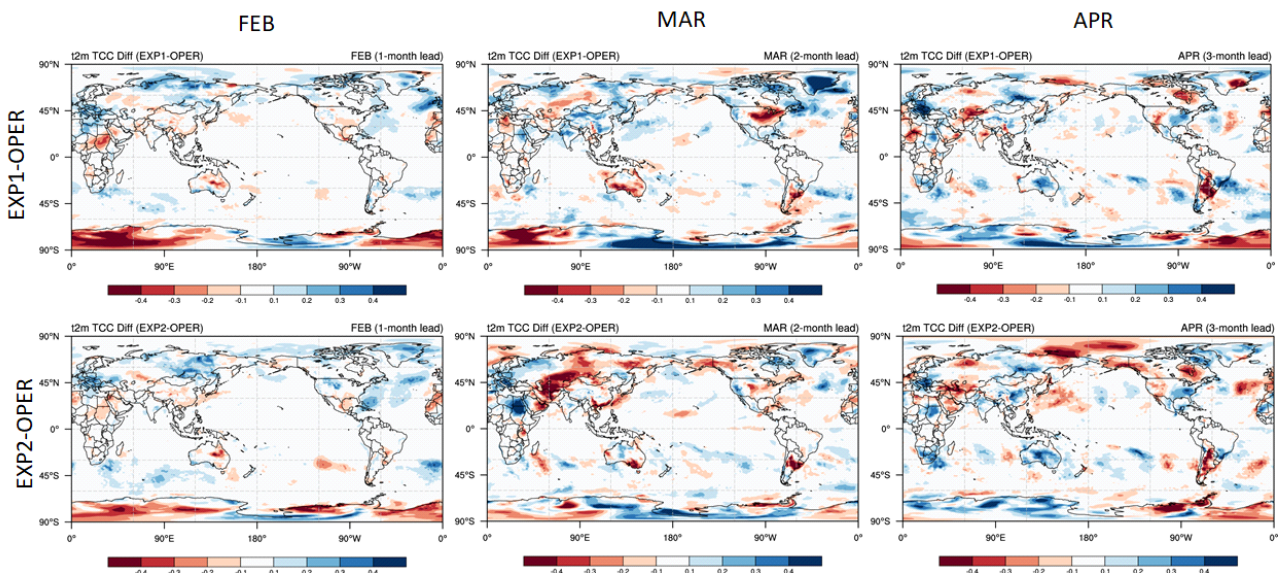 FEB
MAR
APR
EXP1-OPER
t2m TCC Diff (EXP1-OPER) FEB (1-month lead)
90°N
45°N
0°
45°S
90°S
0° 90°E 180° 90°W 0°
-0.4 -0.3 -0.2 -0.1 0.1 0.2 0.3 0.4
t2m TCC Diff (EXP1-OPER) MAR (2-month lead)
90°N
45°N
0°
45°S
90°S
0° 90°E 180° 90°W 0°
-0.4 -0.3 -0.2 -0.1 0.1 0.2 0.3 0.4
t2m TCC Diff (EXP1-OPER) APR (3-month lead)
90°N
45°N
0°
45°S
90°S
0° 90°E 180° 90°W 0°
-0.4 -0.3 -0.2 -0.1 0.1 0.2 0.3 0.4
EXP2-OPER
t2m TCC Diff (EXP2-OPER) FEB (1-month lead)
90°N
45°N
0°
45°S
90°S
0° 90°E 180° 90°W 0°
-0.4 -0.3 -0.2 -0.1 0.1 0.2 0.3 0.4
t2m TCC Diff (EXP2-OPER) MAR (2-month lead)
90°N
45°N
0°
45°S
90°S
0° 90°E 180° 90°W 0°
-0.4 -0.3 -0.2 -0.1 0.1 0.2 0.3 0.4
t2m TCC Diff (EXP2-OPER) APR (3-month lead)
90°N
45°N
0°
45°S
90°S
0° 90°E 180° 90°W 0°
-0.4 -0.3 -0.2 -0.1 0.1 0.2 0.3 0.4